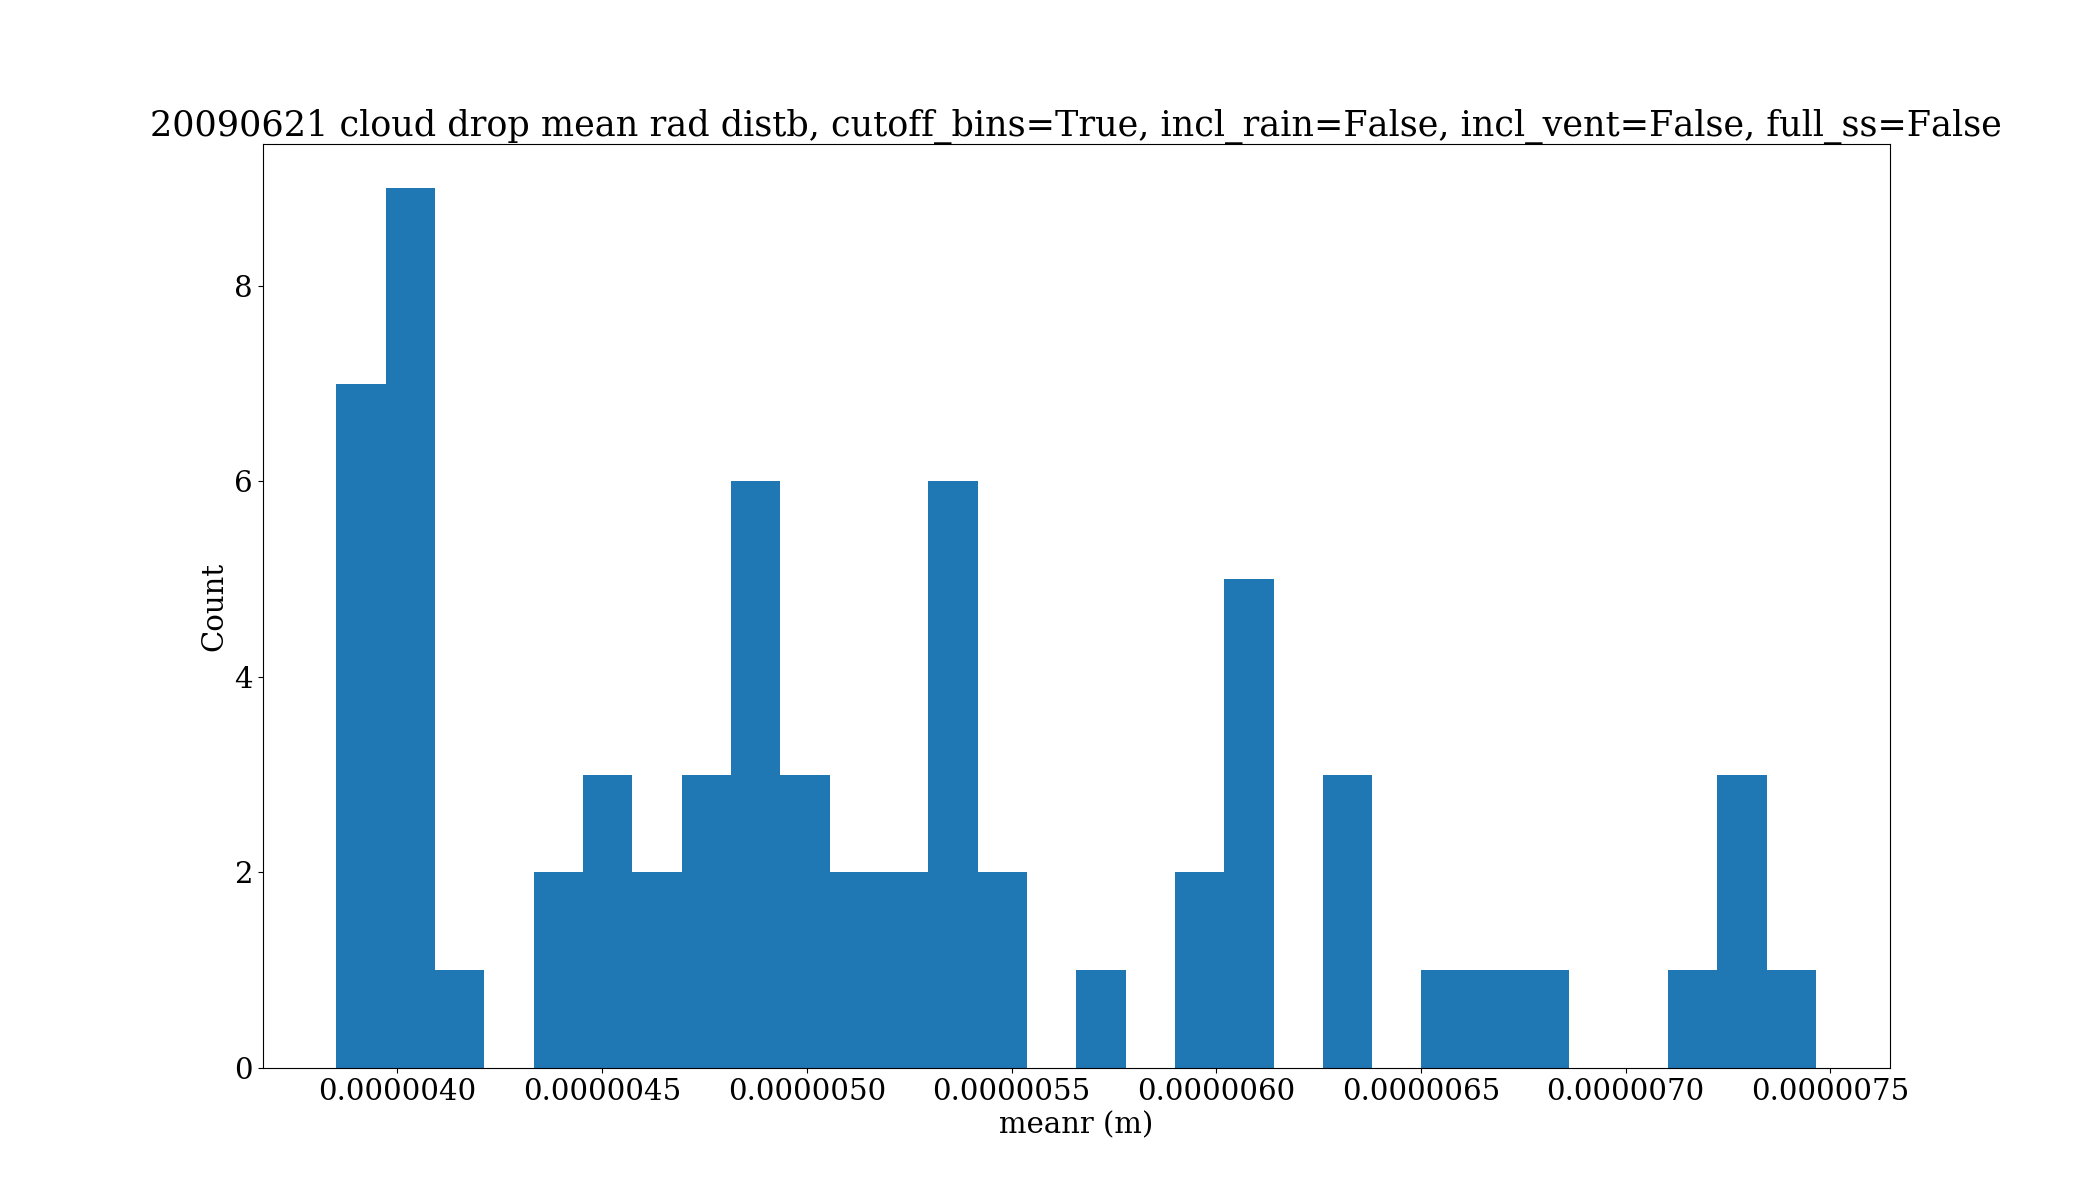 20090621 cloud drop mean rad distb, cutoff_bins=True, incl_rain=False, incl_vent=False, full_ss=False
8
6
4
2
0
Count
0.0000040 0.0000045 0.0000050 0.0000055 0.0000060 0.0000065 0.0000070 0.0000075
meanr (m)